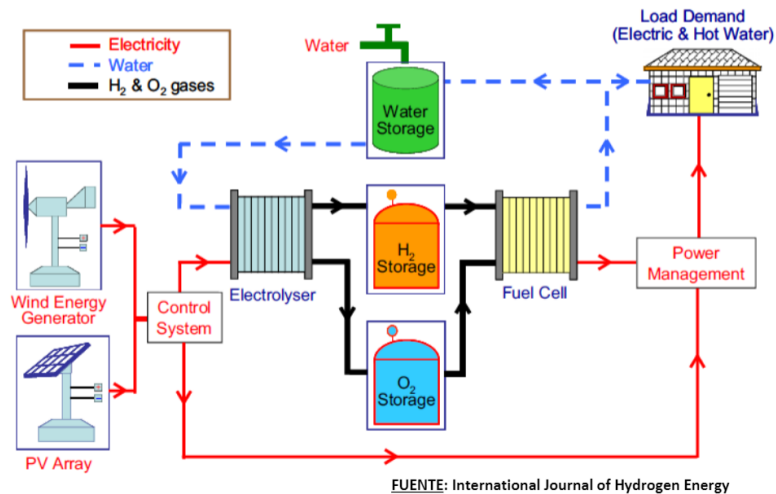 Load Demand
(Electric & Hot Water)
Electricity
Water
H₂ & O₂ gases
Water
Water
Storage
H₂
Storage
Electrolyser
Fuel Cell
Power
Management
Wind Energy
Generator
Control
System
O₂
Storage
PV Array
FUENTE: International Journal of Hydrogen Energy